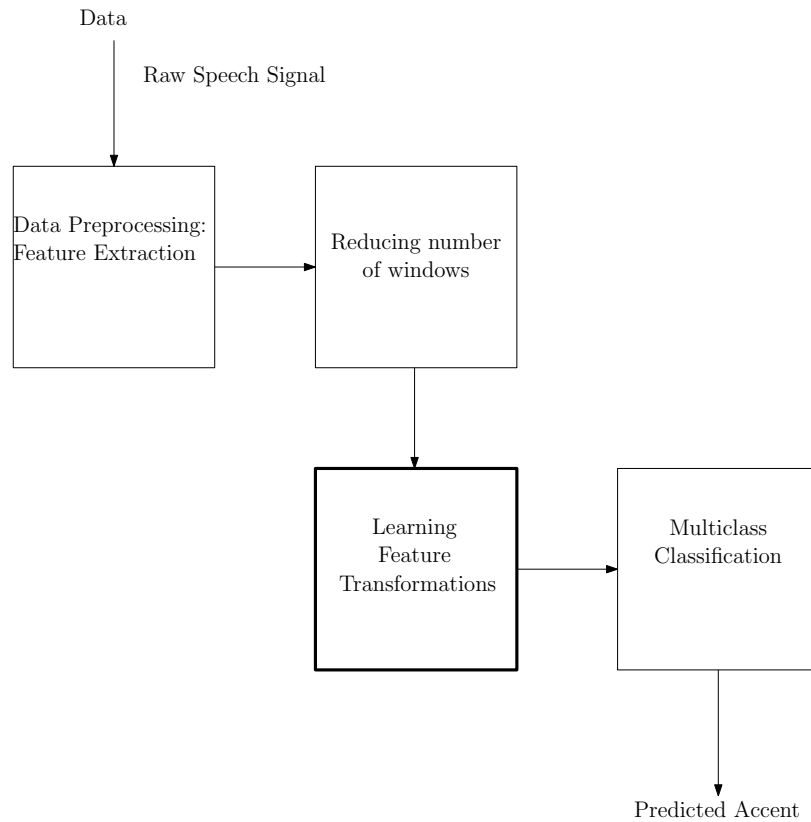 Data
Raw Speech Signal
Data Preprocessing:
Feature Extraction
Reducing number
of windows
Learning
Feature
Transformations
Multiclass
Classification
Predicted Accent